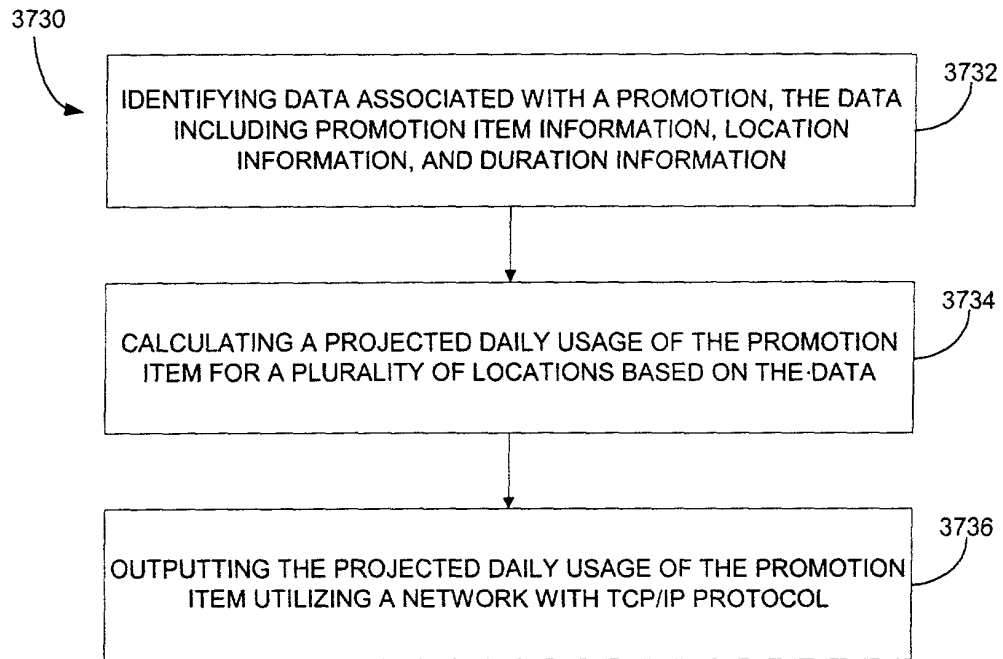 3730
IDENTIFYING DATA ASSOCIATED WITH A PROMOTION, THE DATA
INCLUDING PROMOTION ITEM INFORMATION, LOCATION
INFORMATION, AND DURATION INFORMATION
3732
CALCULATING A PROJECTED DAILY USAGE OF THE PROMOTION
ITEM FOR A PLURALITY OF LOCATIONS BASED ON THE DATA
3734
OUTPUTTING THE PROJECTED DAILY USAGE OF THE PROMOTION
ITEM UTILIZING A NETWORK WITH TCP/IP PROTOCOL
3736